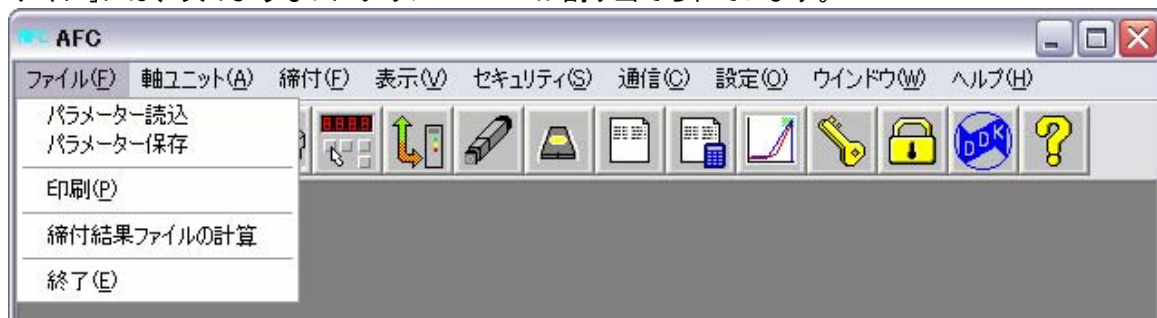 AFC
ファイル(F) 軸ユニット(A) 締付(F) 表示(V) セキュリティ(S) 通信(C) 設定(O) ウインドウ(W) ヘルプ(H)
パラメーター読込
パラメーター保存
印刷(P)
締付結果ファイルの計算
終了(E)
8888
DDK